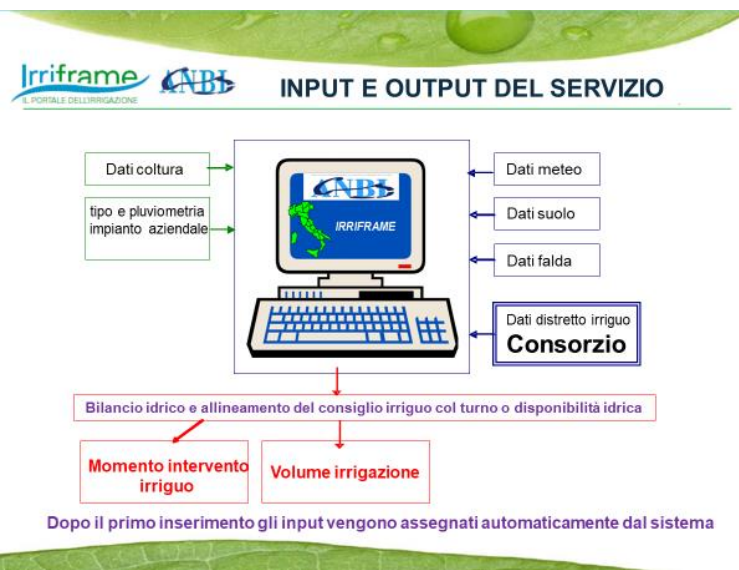 Irriframe
IL PORTALE DELL'IRRIGAZIONE
ANBI
INPUT E OUTPUT DEL SERVIZIO
Dati coltura
tipo e pluviometria
impianto aziendale
ANBI
IRRIFRAME
Dati meteo
Dati suolo
Dati falda
Dati distretto irriguo
Consorzio
Bilancio idrico e allineamento del consiglio irriguo col turno o disponibilità idrica
Momento intervento
irriguo
Volume irrigazione
Dopo il primo inserimento gli input vengono assegnati automaticamente dal sistema